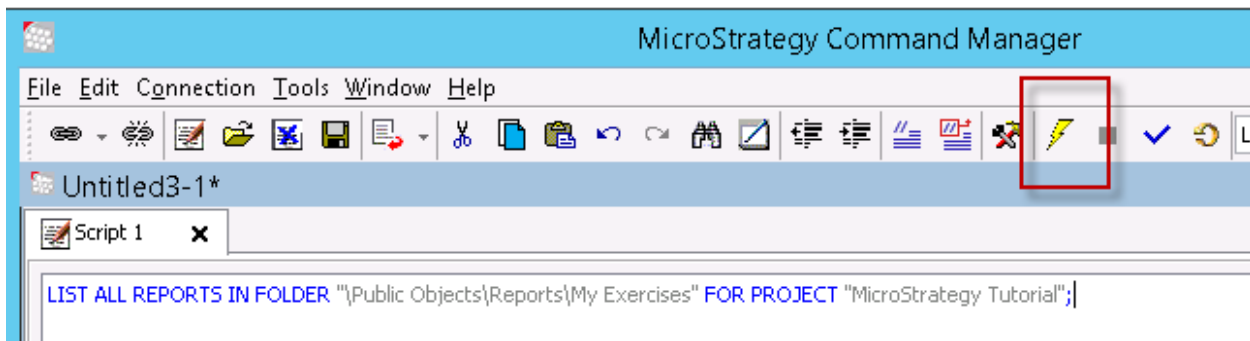 MicroStrategy Command Manager
File Edit Connection Tools Window Help
L
Untitled3-1*
Script 1
LIST ALL REPORTS IN FOLDER "\Public Objects\Reports\My Exercises" FOR PROJECT "MicroStrategy Tutorial";